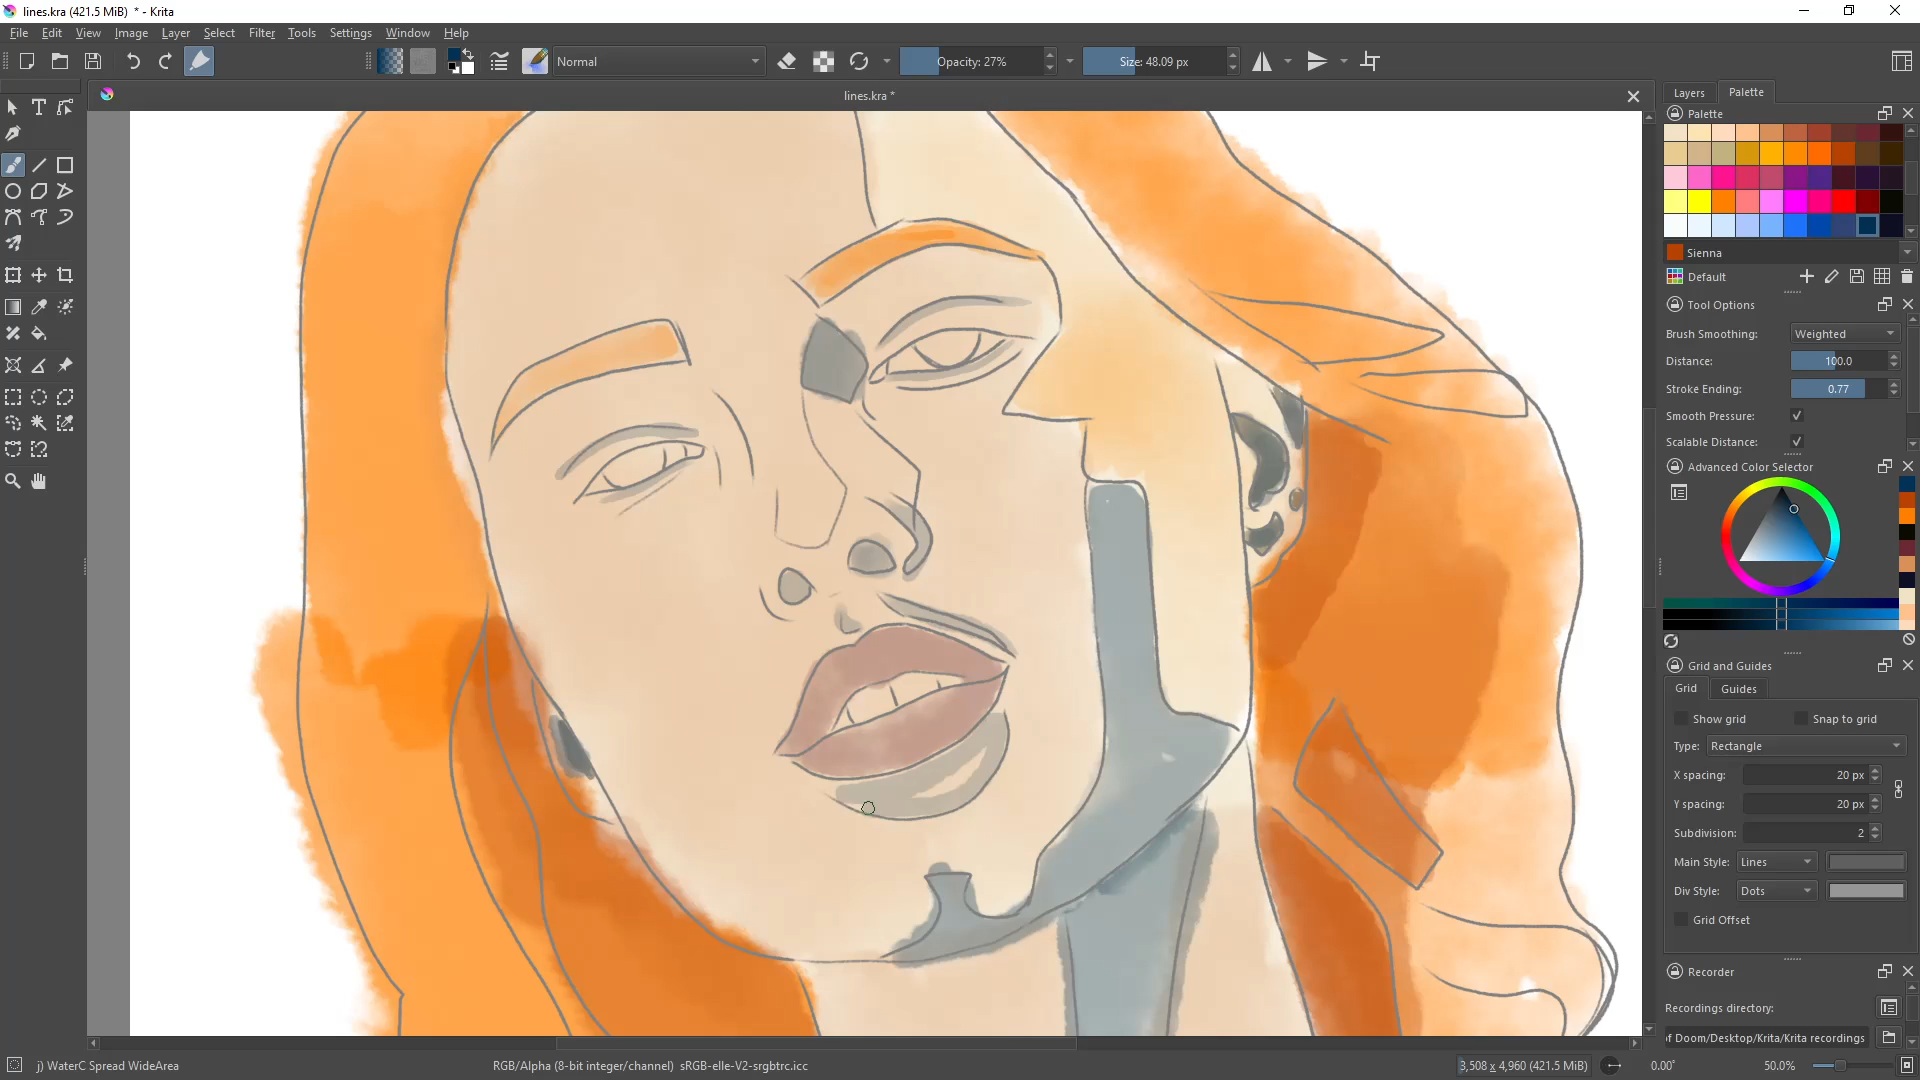 lines.kra (421.5 MiB)  * - Krita
File Edit View Image Layer Select Filter Tools Settings Window Help
Normal
Opacity: 27%
Size: 48.09 px
lines.kra *
Layers Palette
Palette
Sienna
Default
Tool Options
Brush Smoothing: Weighted
Distance: 100.0
Stroke Ending: 0.77
Smooth Pressure:
Scalable Distance:
Advanced Color Selector
Grid and Guides
Grid Guides
Show grid Snap to grid
Type: Rectangle
X spacing: 20 px
Y spacing: 20 px
Subdivision: 2
Main Style: Lines
Div Style: Dots
Grid Offset
Recorder
Recordings directory:
of Doom/Desktop/Krita/Krita recordings
j) WaterC Spread WideArea
RGB/Alpha (8-bit integer/channel)  sRGB-elle-V2-srgbtrc.icc
3,508 x 4,960 (421.5 MiB)
0.00°
50.0%